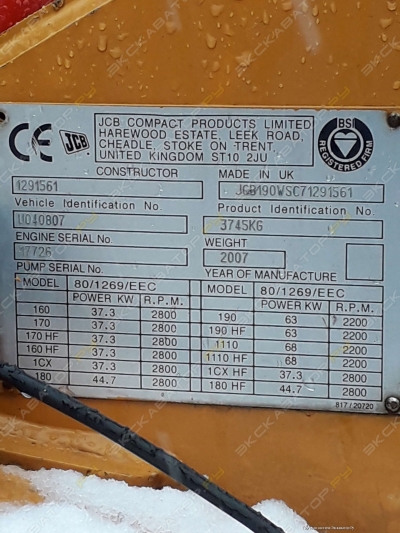 CE JCB
JCB COMPACT PRODUCTS LIMITED
HAREWOOD ESTATE, LEEK ROAD,
CHEADLE, STOKE ON TRENT,
UNITED KINGDOM ST10 2JU
BSI
REGISTERED FIRM
CONSTRUCTOR MADE IN UK
1291561 JCB190WSC71291561
Vehicle Identification No. Product Identification No.
U040807 3745KG
ENGINE SERIAL No. WEIGHT
17726 2007
PUMP SERIAL No. YEAR OF MANUFACTURE
MODEL 80/1269/EEC MODEL 80/1269/EEC
POWER KW R.P.M. POWER KW R.P.M.
160 37.3 2800 190 63 2200
170 37.3 2800 190 HF 63 2200
170 HF 37.3 2800 1110 68 2200
160 HF 37.3 2800 1110 HF 68 2200
1CX 37.3 2800 1CX HF 37.3 2800
180 44.7 2800 180 HF 44.7 2800
817/20720
ЭКСКАВАТОР.РУ